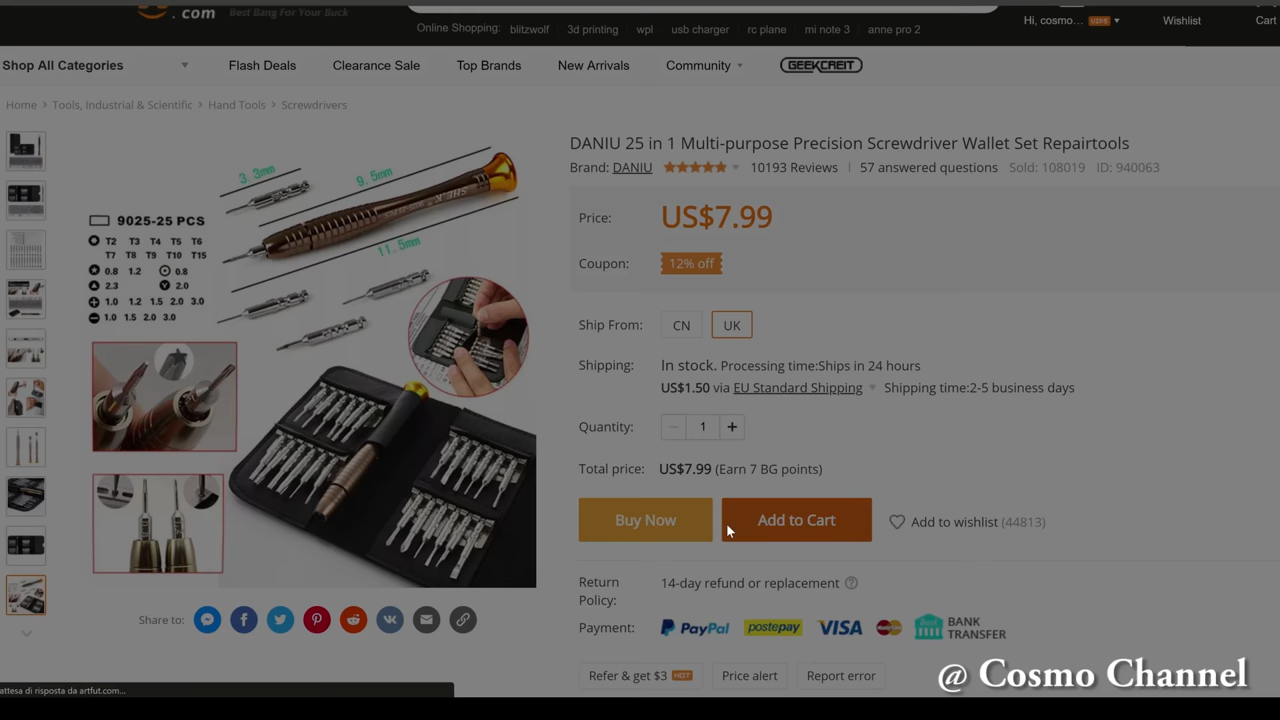 .com Best Bang For Your Buck
Hi, cosmo... VIP5 Wishlist Cart
Online Shopping: blitzwolf 3d printing wpl usb charger rc plane mi note 3 anne pro 2
Shop All Categories Flash Deals Clearance Sale Top Brands New Arrivals Community GEEKCREIT
Home > Tools, Industrial & Scientific > Hand Tools > Screwdrivers
DANIU 25 in 1 Multi-purpose Precision Screwdriver Wallet Set Repairtools
Brand: DANIU 10193 Reviews 57 answered questions Sold: 108019 ID: 940063
Price: US$7.99
Coupon: 12% off
Ship From: CN UK
Shipping: In stock. Processing time:Ships in 24 hours
US$1.50 via EU Standard Shipping Shipping time:2-5 business days
Quantity: 1 +
Total price: US$7.99 (Earn 7 BG points)
Buy Now Add to Cart Add to wishlist (44813)
Return Policy: 14-day refund or replacement
Payment: PayPal postepay VISA BANK TRANSFER
Refer & get $3 HOT Price alert Report error
3.3mm
9.5mm
11.5mm
9025-25 PCS
T2 T3 T4 T5 T6
T7 T8 T9 T10 T15
0.8 1.2 0.8
2.3 2.0
1.0 1.2 1.5 2.0 3.0
1.0 1.5 2.0 3.0
Share to:
attesa di risposta da artfut.com...
@ Cosmo Channel